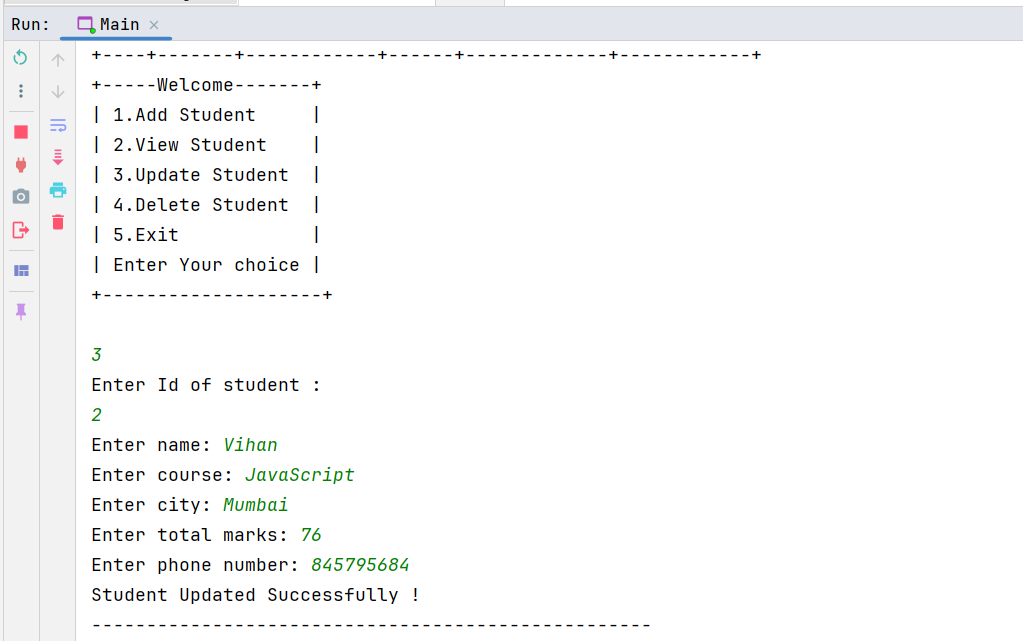 Run: Main ×
+----+-------+------------+------+-------------+------------+
+-----Welcome-------+
| 1.Add Student     |
| 2.View Student    |
| 3.Update Student  |
| 4.Delete Student  |
| 5.Exit            |
| Enter Your choice |
+--------------------+
3
Enter Id of student :
2
Enter name: Vihan
Enter course: JavaScript
Enter city: Mumbai
Enter total marks: 76
Enter phone number: 845795684
Student Updated Successfully !
---------------------------------------------------